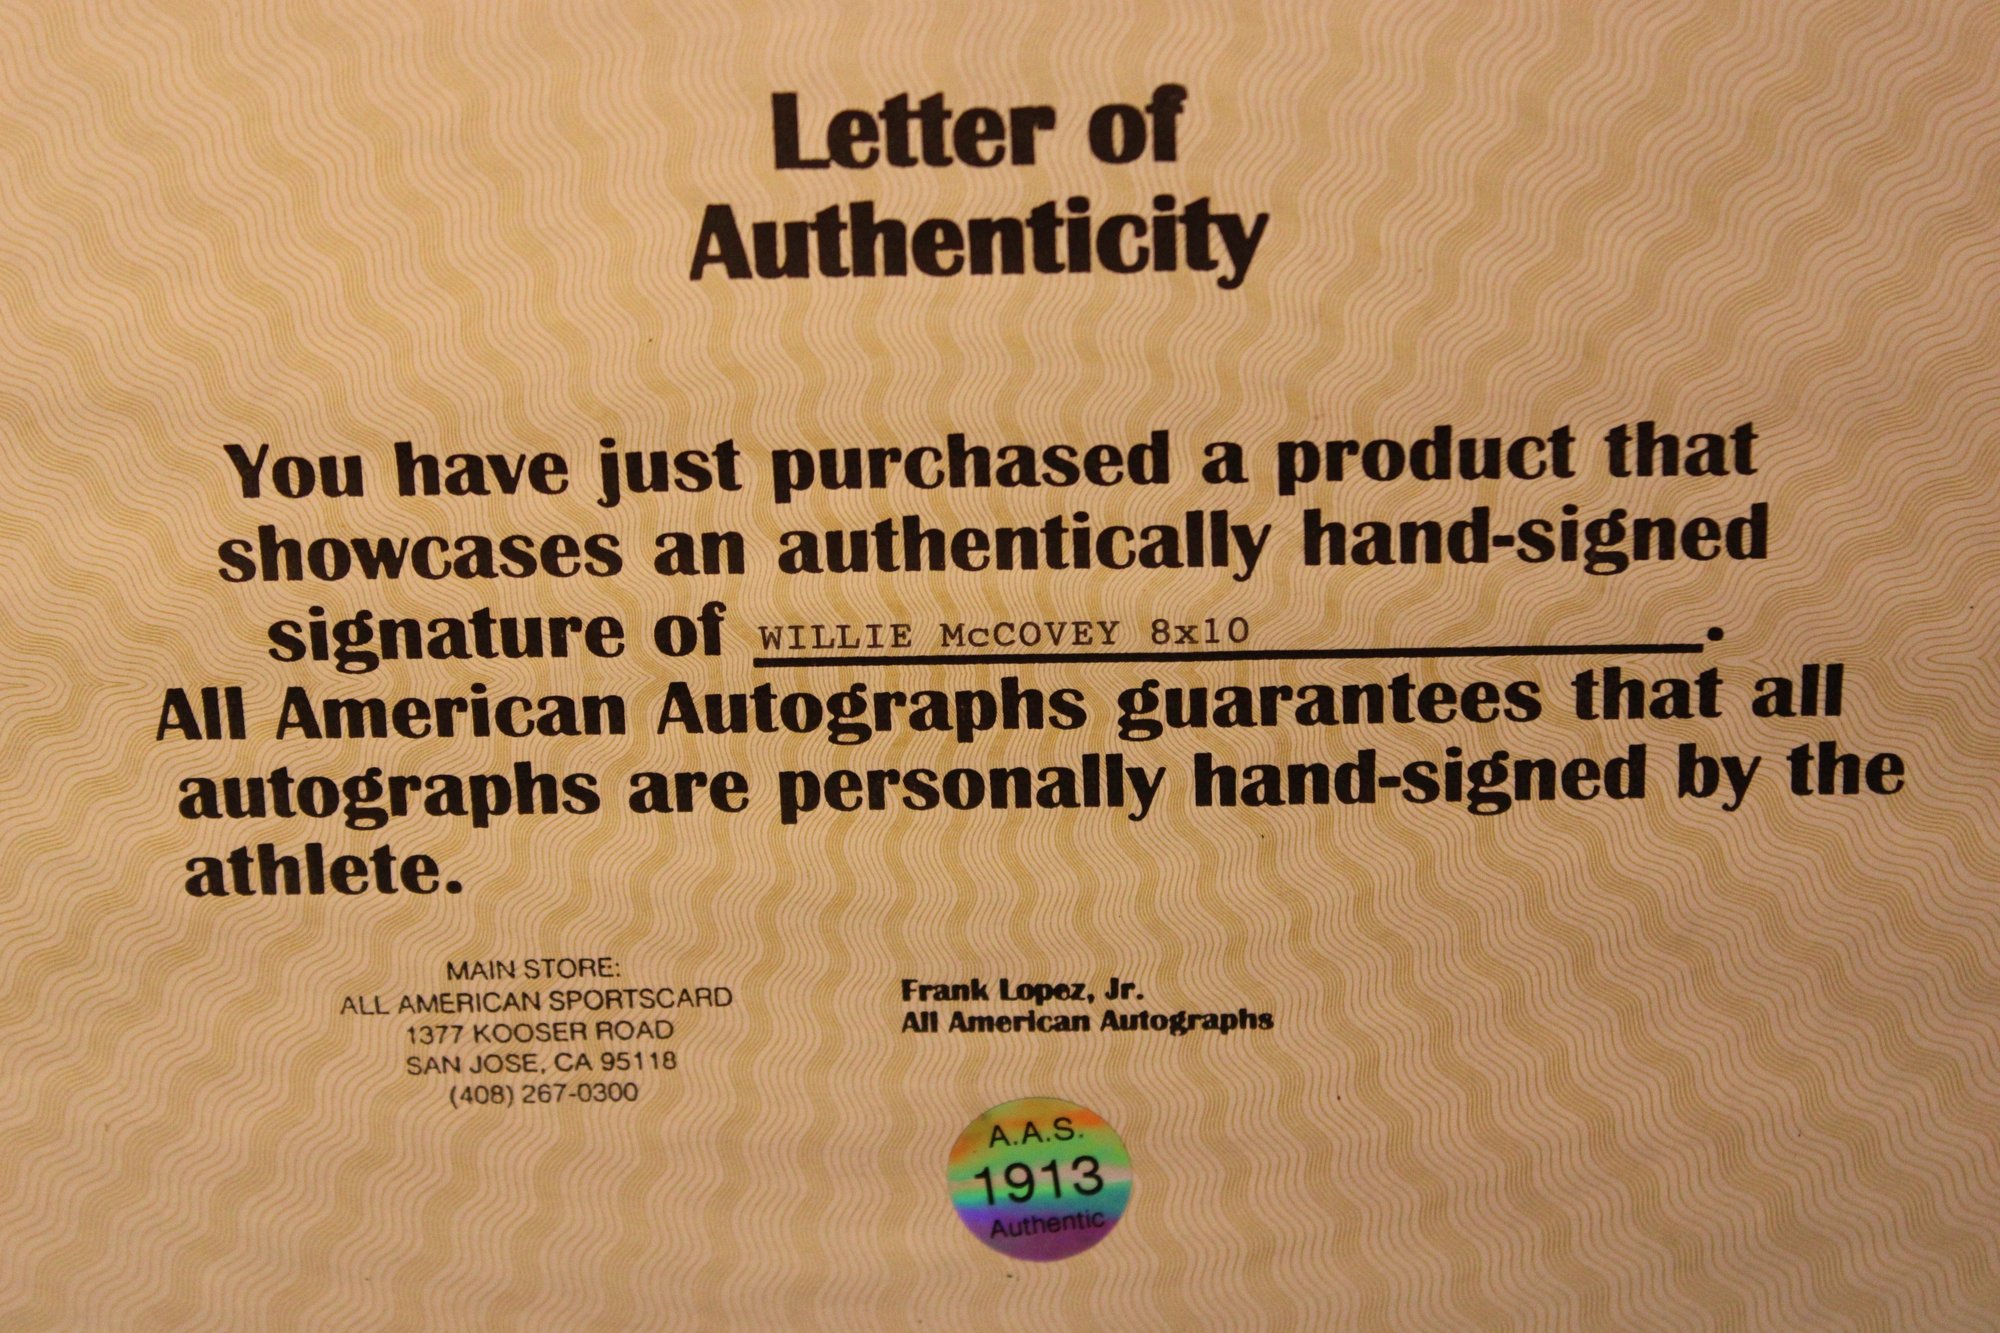 Letter of
Authenticity
You have just purchased a product that
showcases an authentically hand-signed
signature of WILLIE McCOVEY 8x10.
All American Autographs guarantees that all
autographs are personally hand-signed by the
athlete.
MAIN STORE:
ALL AMERICAN SPORTSCARD
1377 KOOSER ROAD
SAN JOSE, CA 95118
(408) 267-0300
Frank Lopez, Jr.
All American Autographs
A.A.S.
1913
Authentic